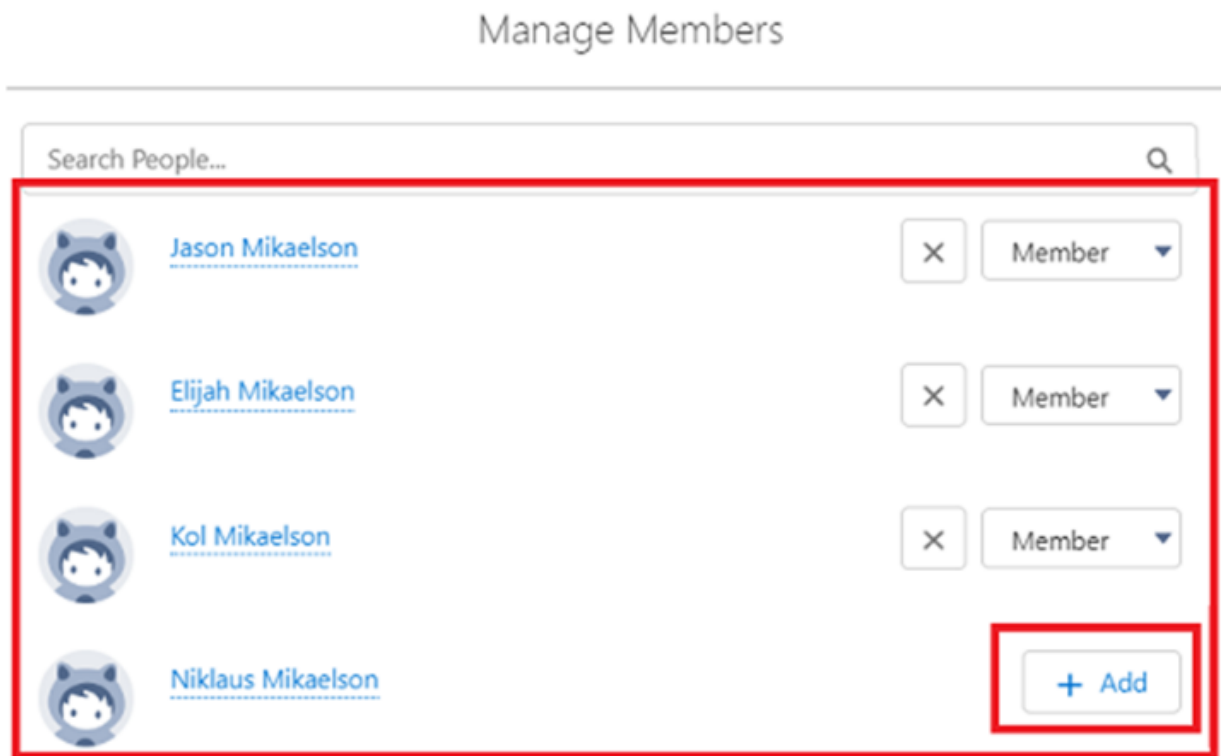 Manage Members
Search People...
Jason Mikaelson
Member
Elijah Mikaelson
Member
Kol Mikaelson
Member
Niklaus Mikaelson
+ Add